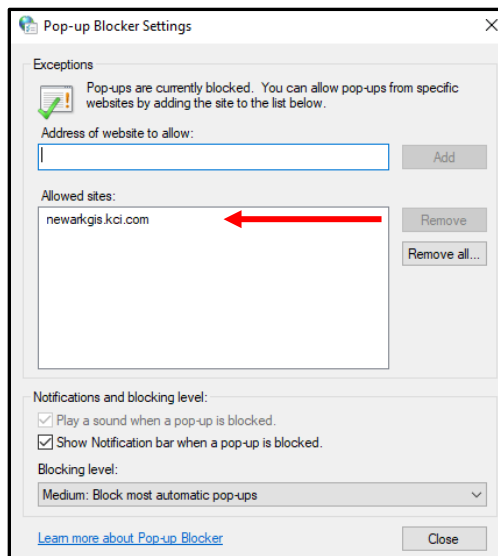 Pop-up Blocker Settings
Exceptions
Pop-ups are currently blocked. You can allow pop-ups from specific
websites by adding the site to the list below.
Address of website to allow:
Add
Allowed sites:
newarkgis.kci.com
Remove
Remove all...
Notifications and blocking level:
Play a sound when a pop-up is blocked.
Show Notification bar when a pop-up is blocked.
Blocking level:
Medium: Block most automatic pop-ups
Learn more about Pop-up Blocker
Close